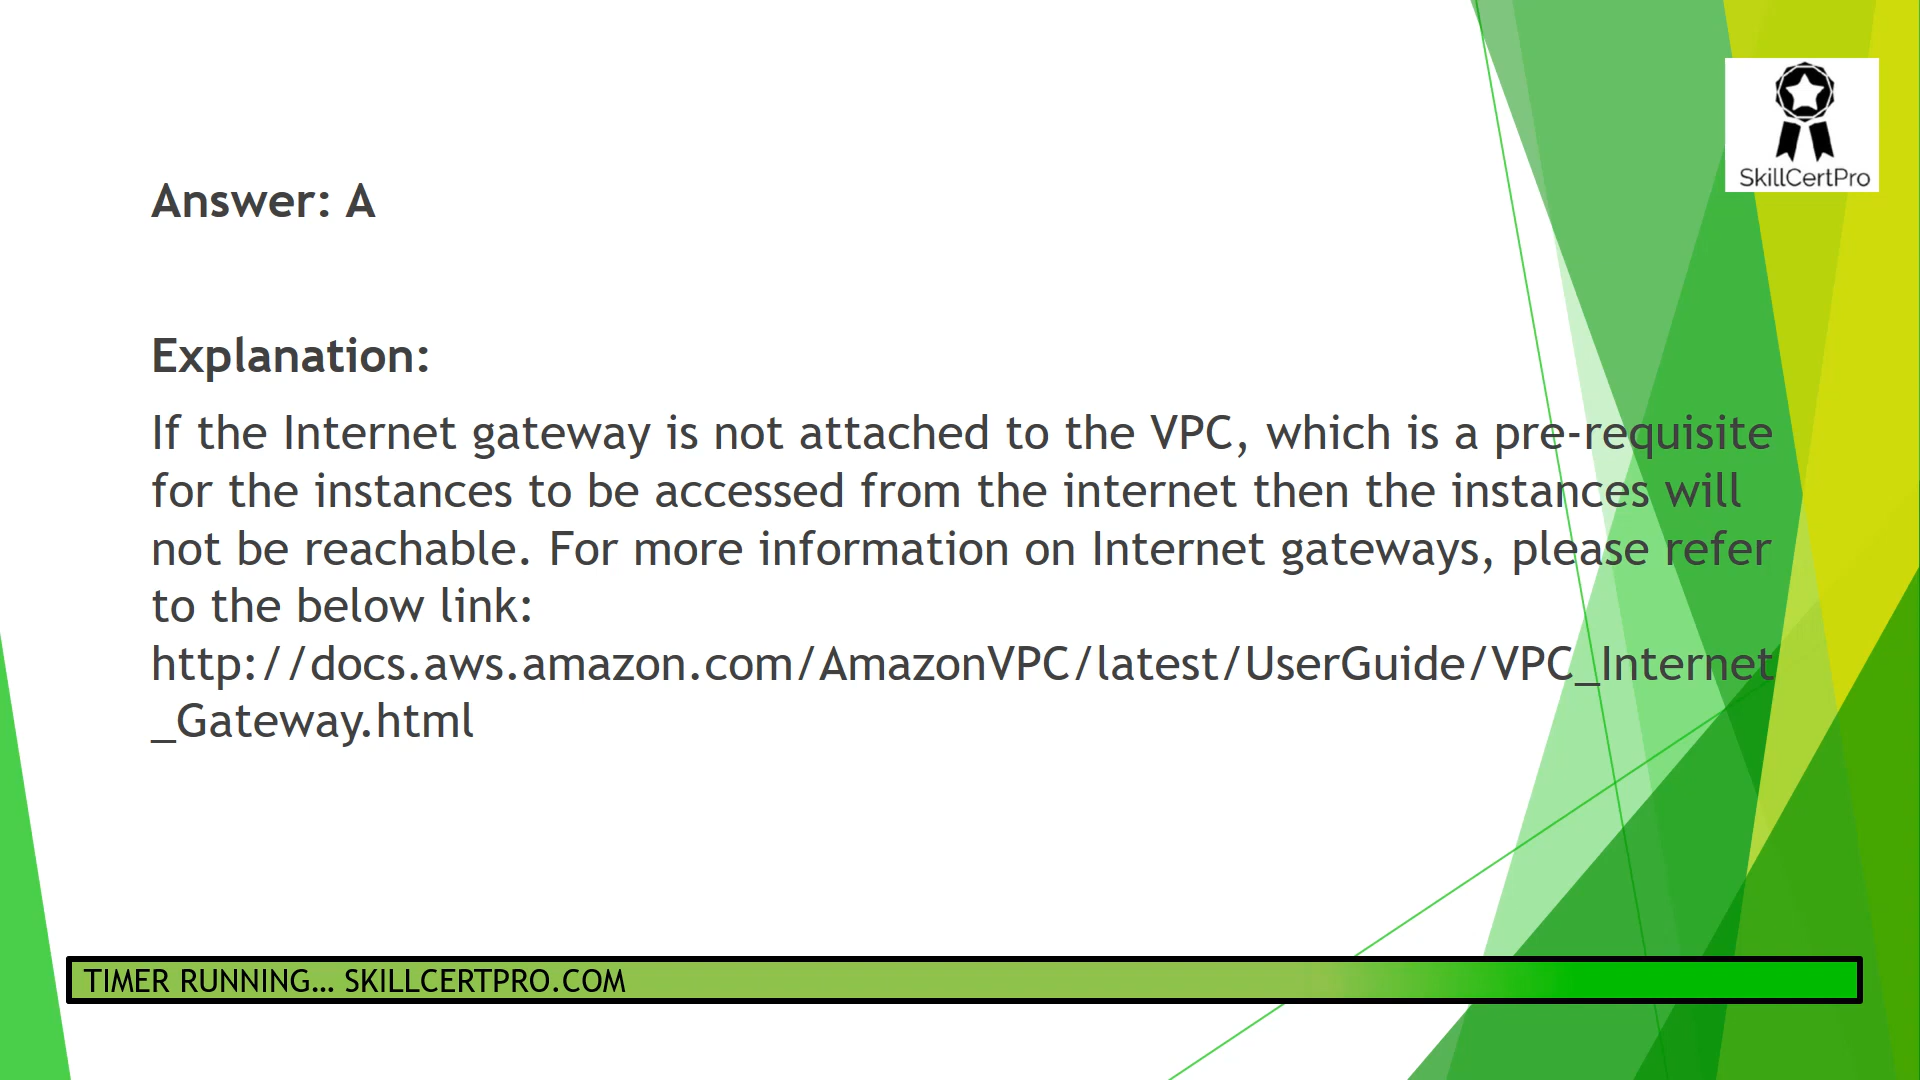 SkillCertPro
Answer: A
Explanation:
If the Internet gateway is not attached to the VPC, which is a pre-requisite
for the instances to be accessed from the internet then the instances will
not be reachable. For more information on Internet gateways, please refer
to the below link:
http://docs.aws.amazon.com/AmazonVPC/latest/UserGuide/VPC_Internet
_Gateway.html
TIMER RUNNING... SKILLCERTPRO.COM